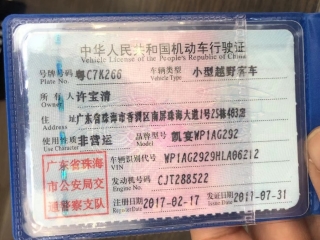 中华人民共和国机动车行驶证
Vehicle License of the People's Republic of China
号牌号码 粤C7K266 车辆类型 小型越野客车
Plate No. Vehicle Type
所有人 许宝清
Owner
住址 广东省珠海市香洲区南屏珠海大道1号25栋403室
Address
使用性质 非营运 品牌型号 凯宴WP1AG292
Use Character Model
广东省珠海市公安局交通警察支队
车辆识别代号 WP1AG2929HLA06212
VIN
发动机号码 CJT288522
Engine No.
注册日期 2017-02-17 发证日期 2017-07-31
Register Date Issue Date